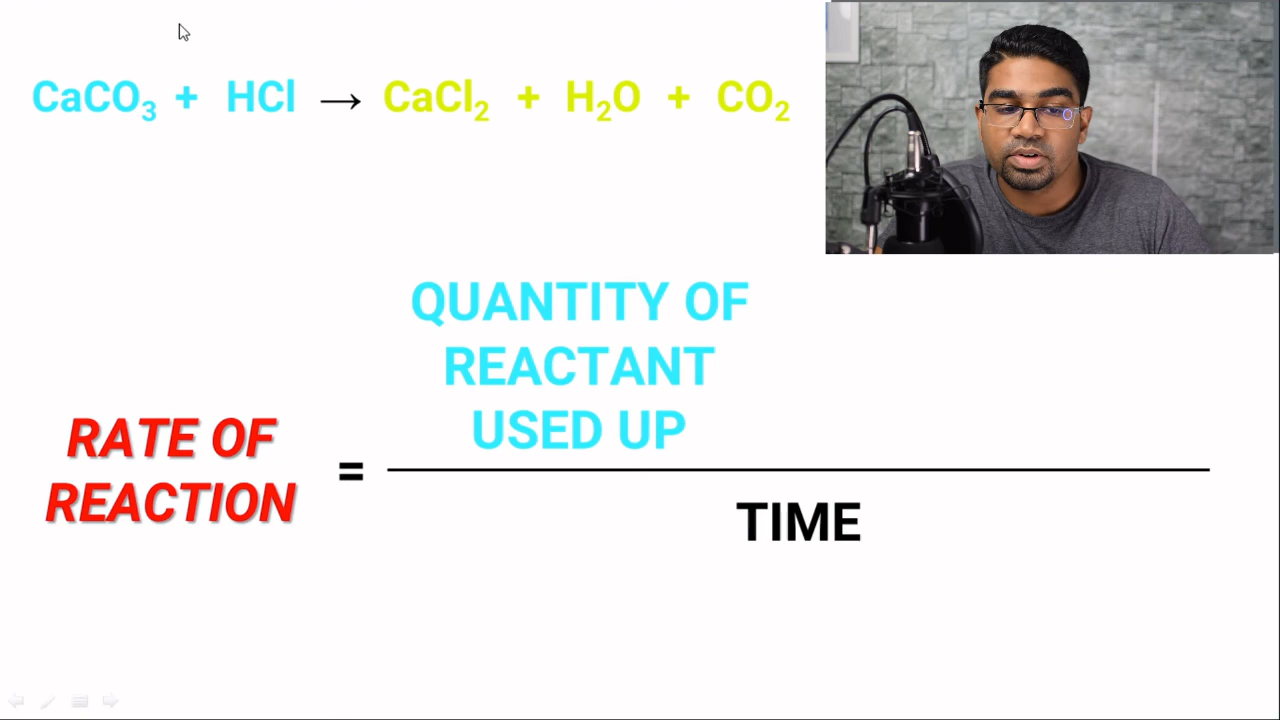 CaCO₃ + HCl → CaCl₂ + H₂O + CO₂
QUANTITY OF
REACTANT
USED UP
RATE OF
REACTION
=
TIME